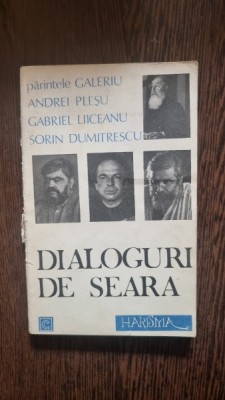 părintele GALERIU
ANDREI PLEȘU
GABRIEL LIICEANU
SORIN DUMITRESCU
DIALOGURI
DE SEARA
HARISMA